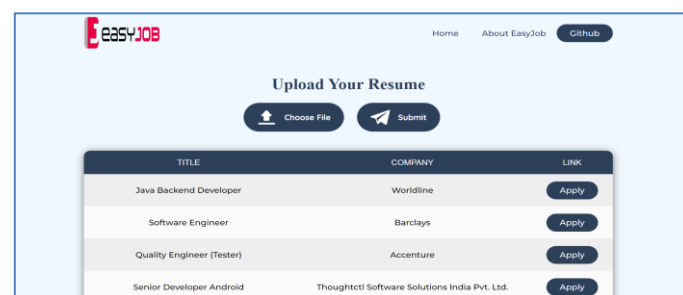 easyJOB
Home About EasyJob Github
Upload Your Resume
Choose File Submit
TITLE COMPANY LINK
Java Backend Developer Worldline Apply
Software Engineer Barclays Apply
Quality Engineer (Tester) Accenture Apply
Senior Developer Android Thoughtctl Software Solutions India Pvt. Ltd. Apply